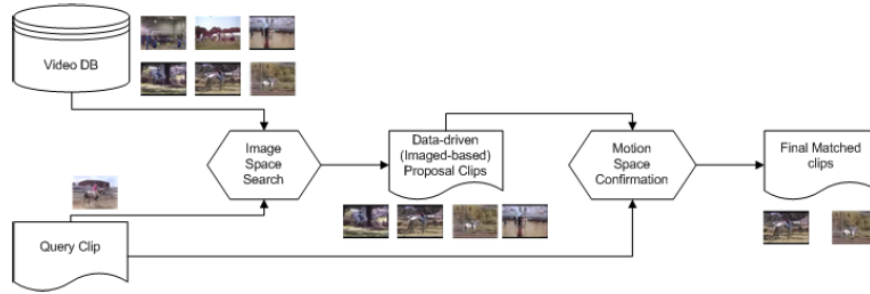 Video DB
Image
Space
Search
Data-driven
(Imaged-based)
Proposal Clips
Motion
Space
Confirmation
Final Matched
clips
Query Clip